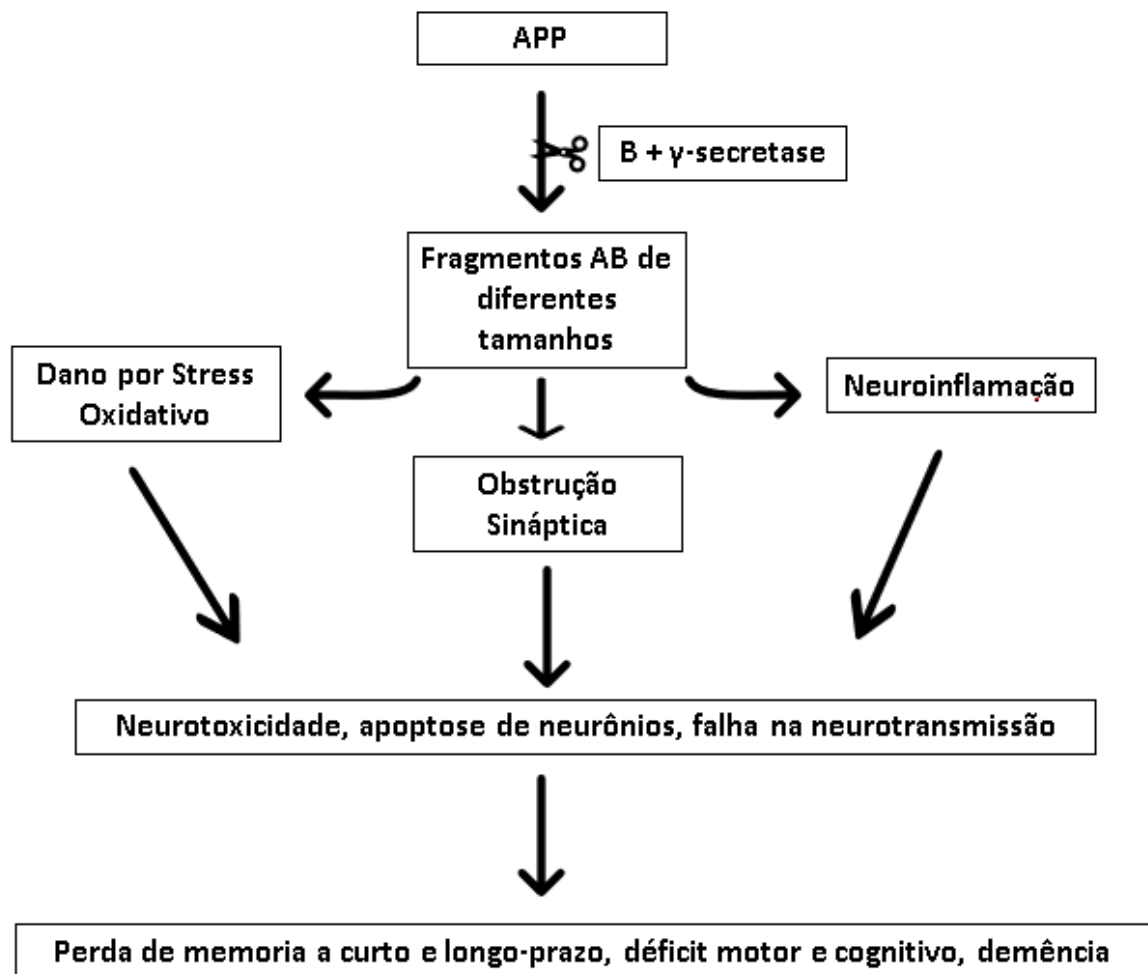 APP
B + γ-secretase
Fragmentos AB de
diferentes
tamanhos
Dano por Stress
Oxidativo
Neuroinflamação
Obstrução
Sináptica
Neurotoxicidade, apoptose de neurônios, falha na neurotransmissão
Perda de memoria a curto e longo-prazo, déficit motor e cognitivo, demência